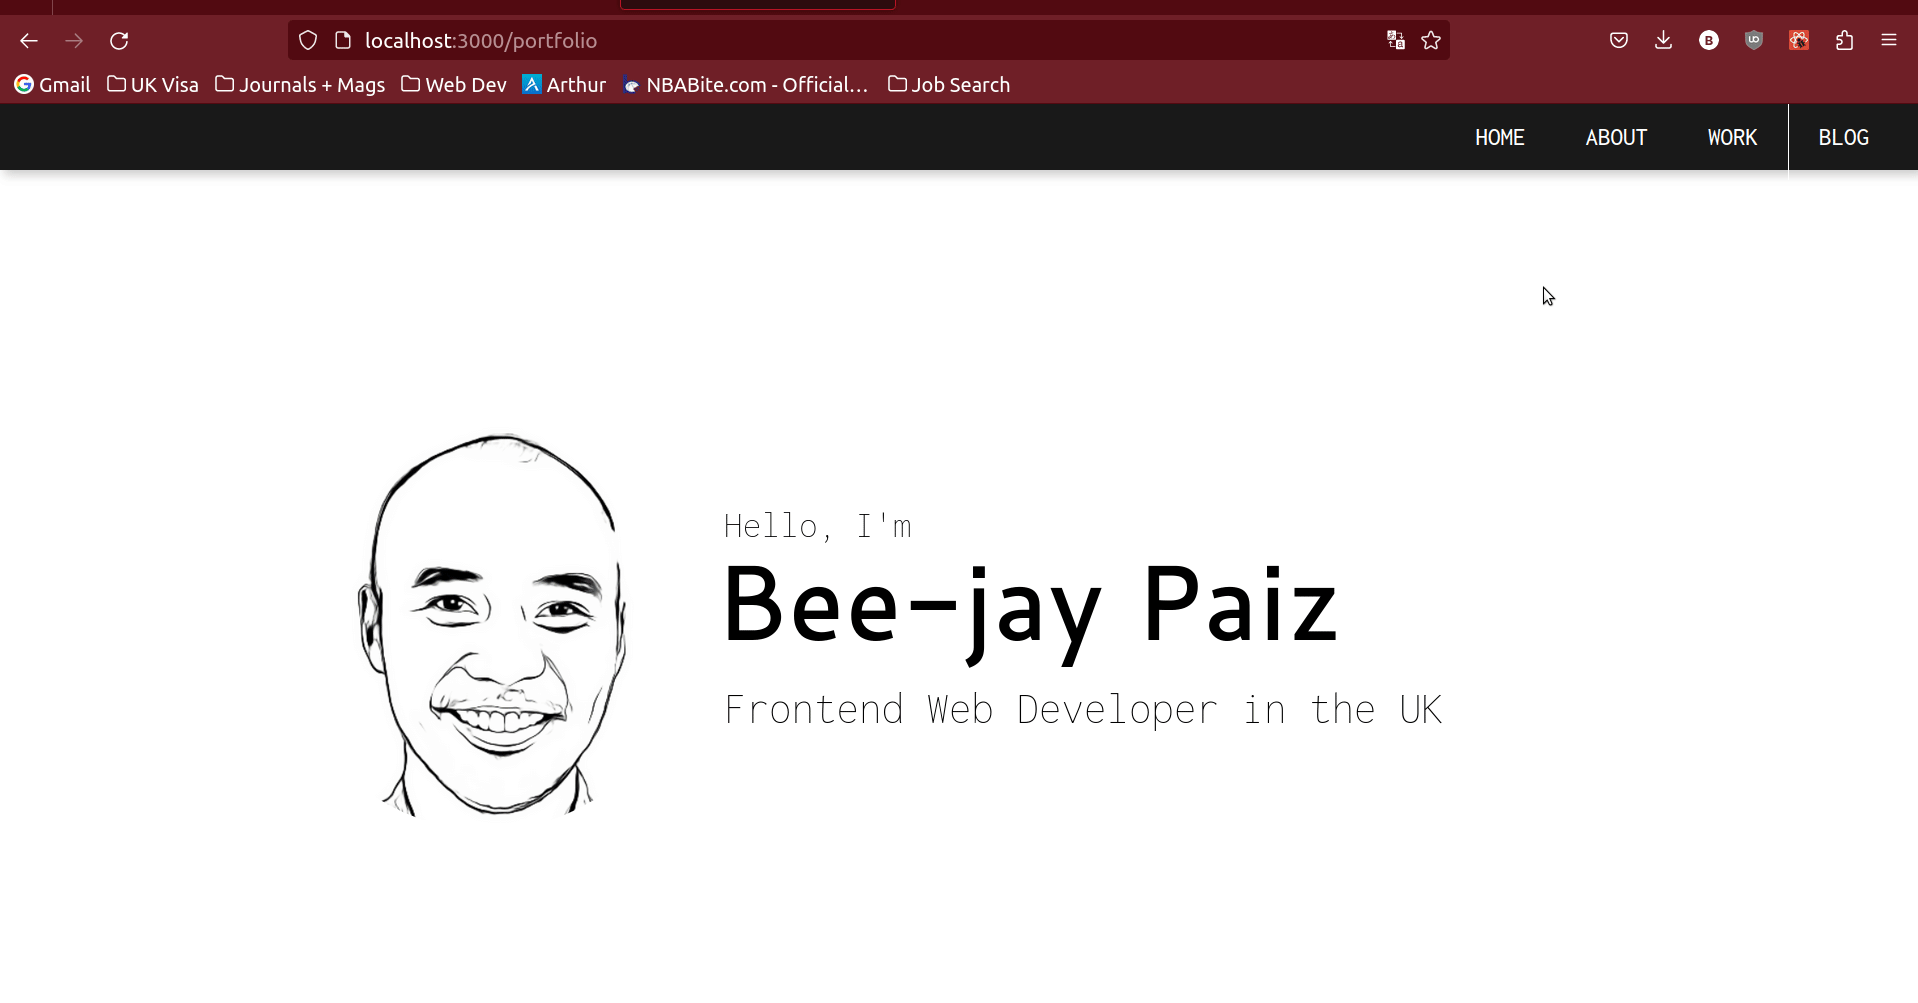 localhost:3000/portfolio
Gmail UK Visa Journals + Mags Web Dev Arthur NBABite.com - Official... Job Search
HOME ABOUT WORK BLOG
Hello, I'm
Bee-jay Paiz
Frontend Web Developer in the UK